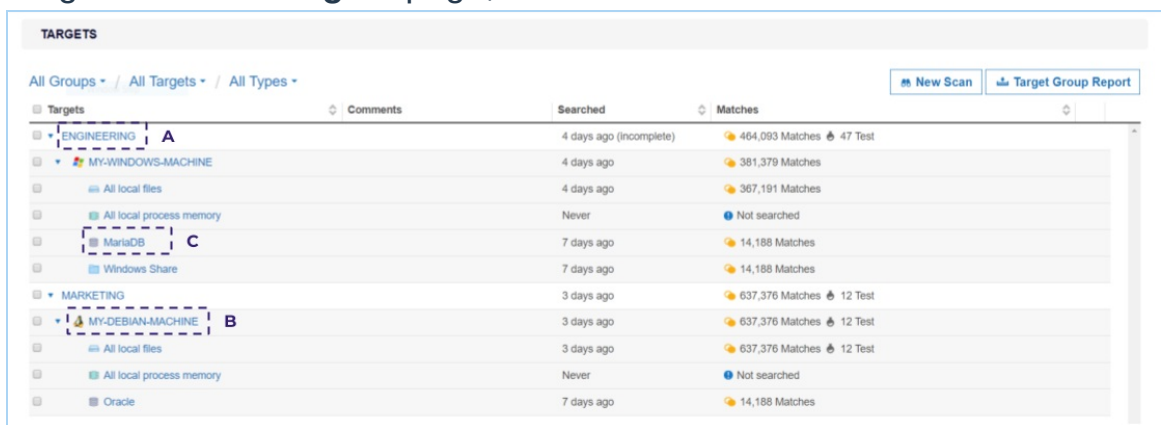 TARGETS
All Groups / All Targets / All Types New Scan Target Group Report
Targets Comments Searched Matches
ENGINEERING A 4 days ago (Incomplete) 464,093 Matches 47 Test
MY-WINDOWS-MACHINE 4 days ago 381,379 Matches
All local files 4 days ago 367,191 Matches
All local process memory Never Not searched
MariaDB C 7 days ago 14,188 Matches
Windows Share 7 days ago 14,188 Matches
MARKETING 3 days ago 637,376 Matches 12 Test
MY-DEBIAN-MACHINE B 3 days ago 637,376 Matches 12 Test
All local files 3 days ago 637,376 Matches 12 Test
All local process memory Never Not searched
Oracle 7 days ago 14,188 Matches